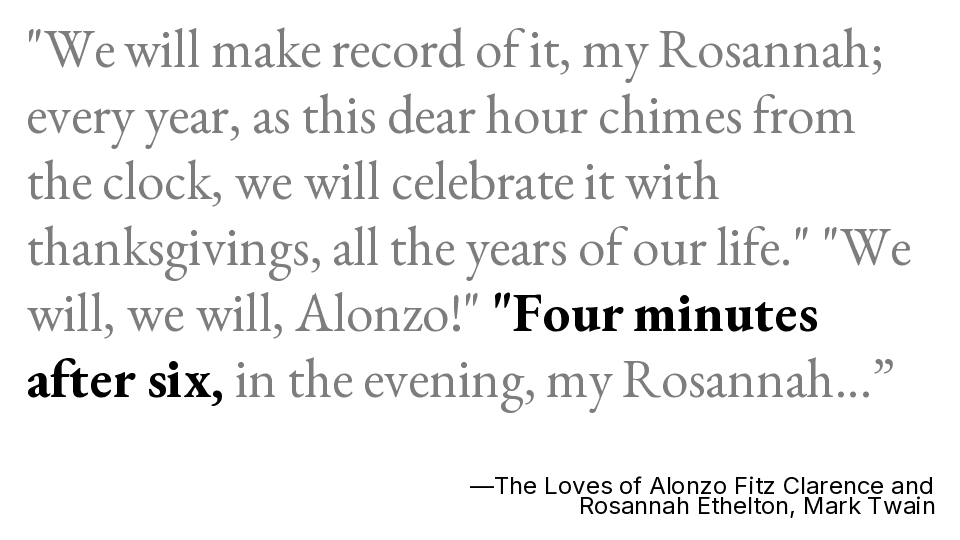 "We will make record of it, my Rosannah;
every year, as this dear hour chimes from
the clock, we will celebrate it with
thanksgivings, all the years of our life." "We
will, we will, Alonzo!" "Four minutes
after six, in the evening, my Rosannah...”
—The Loves of Alonzo Fitz Clarence and
Rosannah Ethelton, Mark Twain